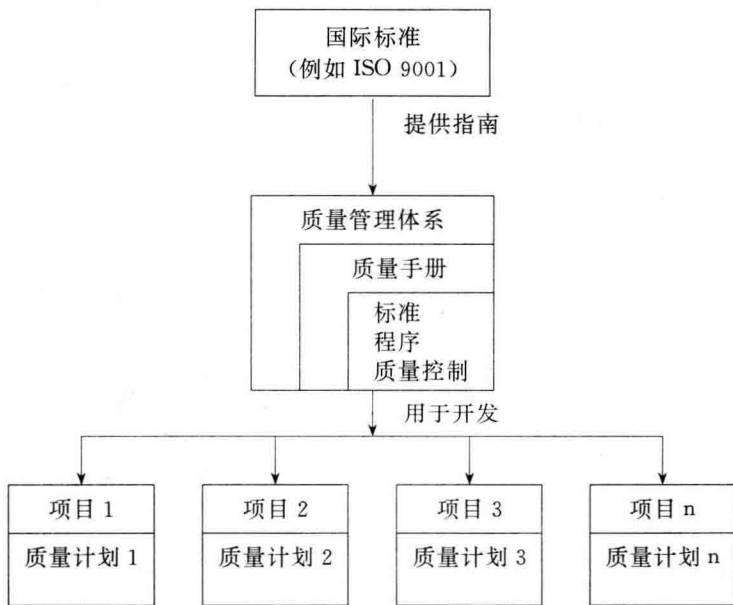 国际标准
（例如 ISO 9001）
提供指南
质量管理体系
质量手册
标准
程序
质量控制
用于开发
项目 1
质量计划 1
项目 2
质量计划 2
项目 3
质量计划 3
项目 n
质量计划 n